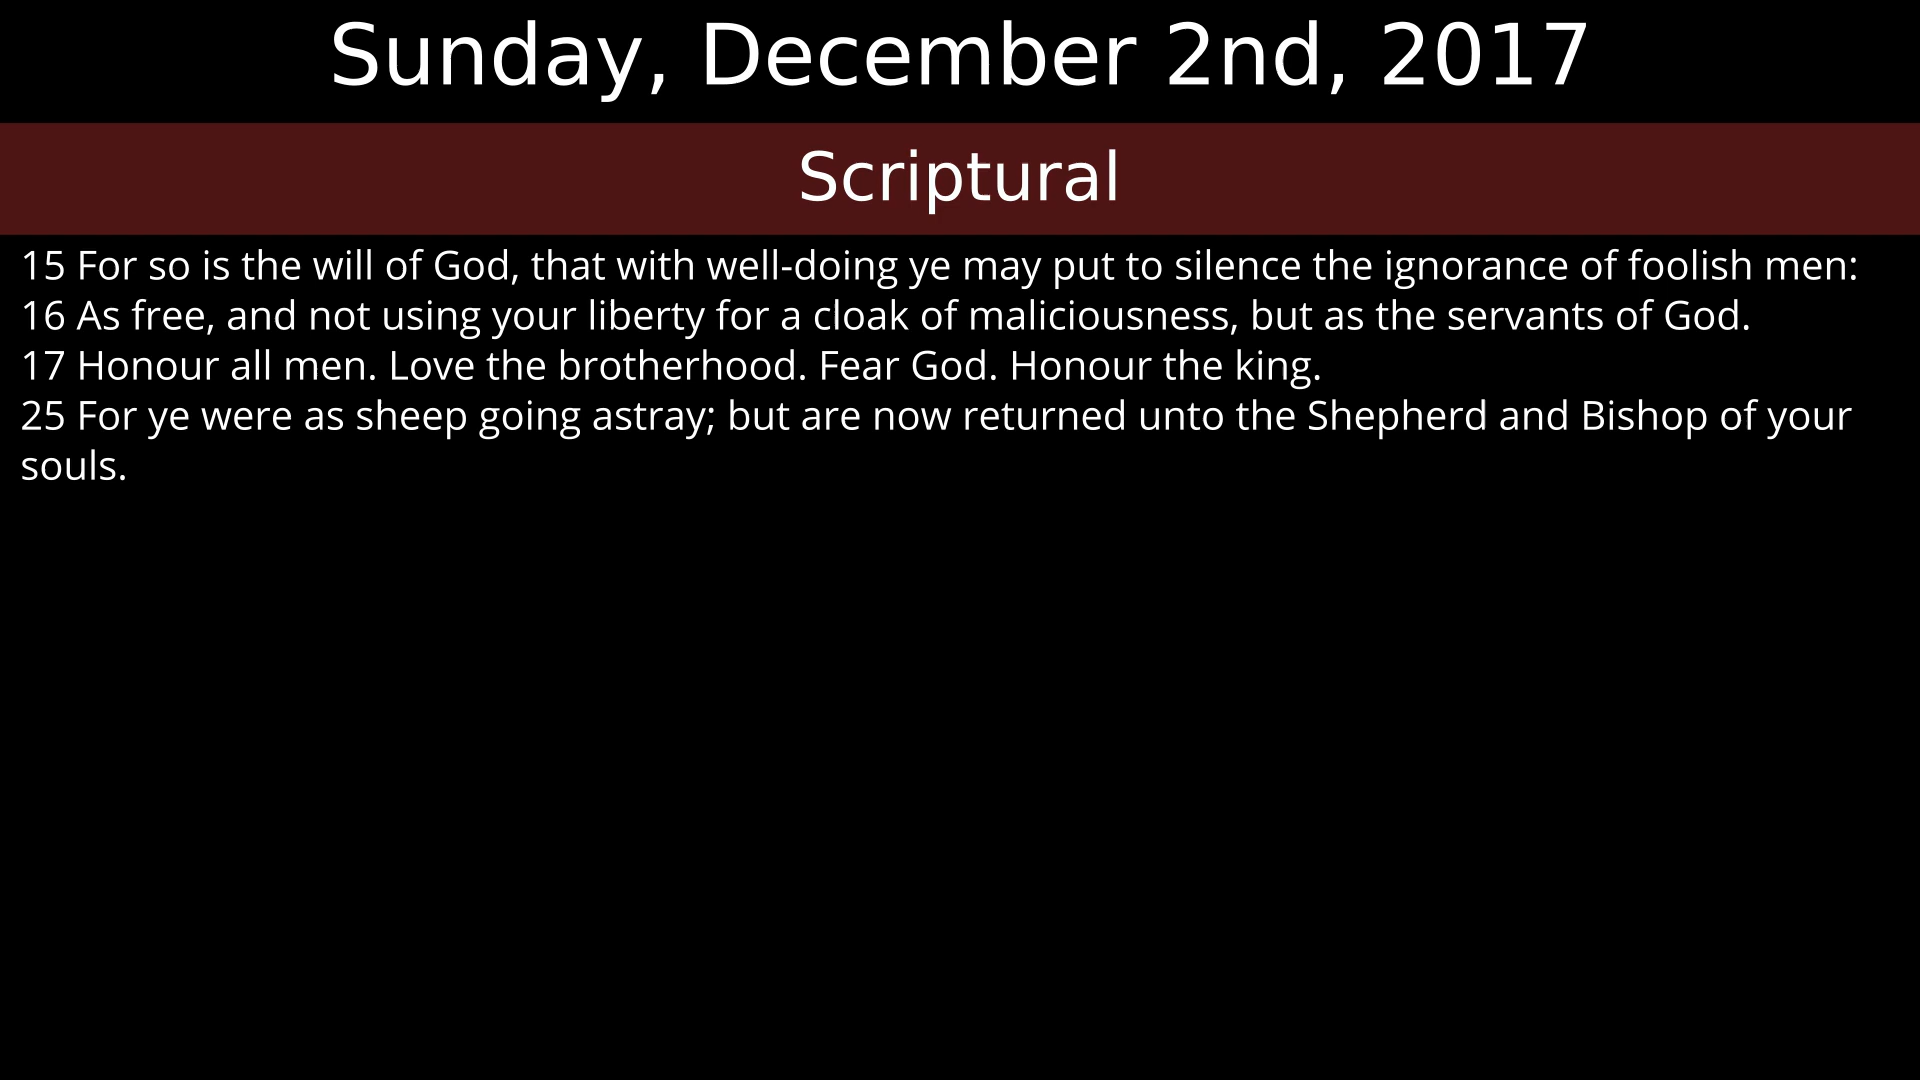 Sunday, December 2nd, 2017
Scriptural
15 For so is the will of God, that with well-doing ye may put to silence the ignorance of foolish men:
16 As free, and not using your liberty for a cloak of maliciousness, but as the servants of God.
17 Honour all men. Love the brotherhood. Fear God. Honour the king.
25 For ye were as sheep going astray; but are now returned unto the Shepherd and Bishop of your
souls.